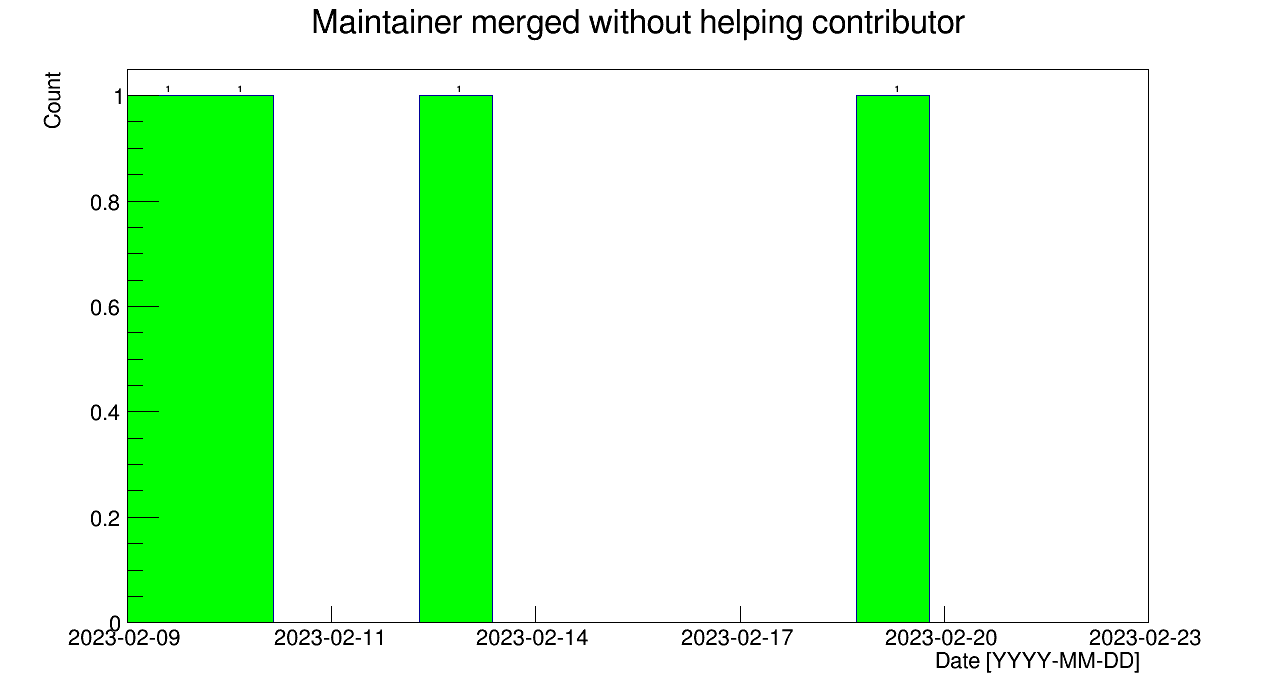 Maintainer merged without helping contributor
Count
1 1 1 1
1
0.8
0.6
0.4
0.2
0
2023-02-09 2023-02-11 2023-02-14 2023-02-17 2023-02-20 2023-02-23
Date [YYYY-MM-DD]